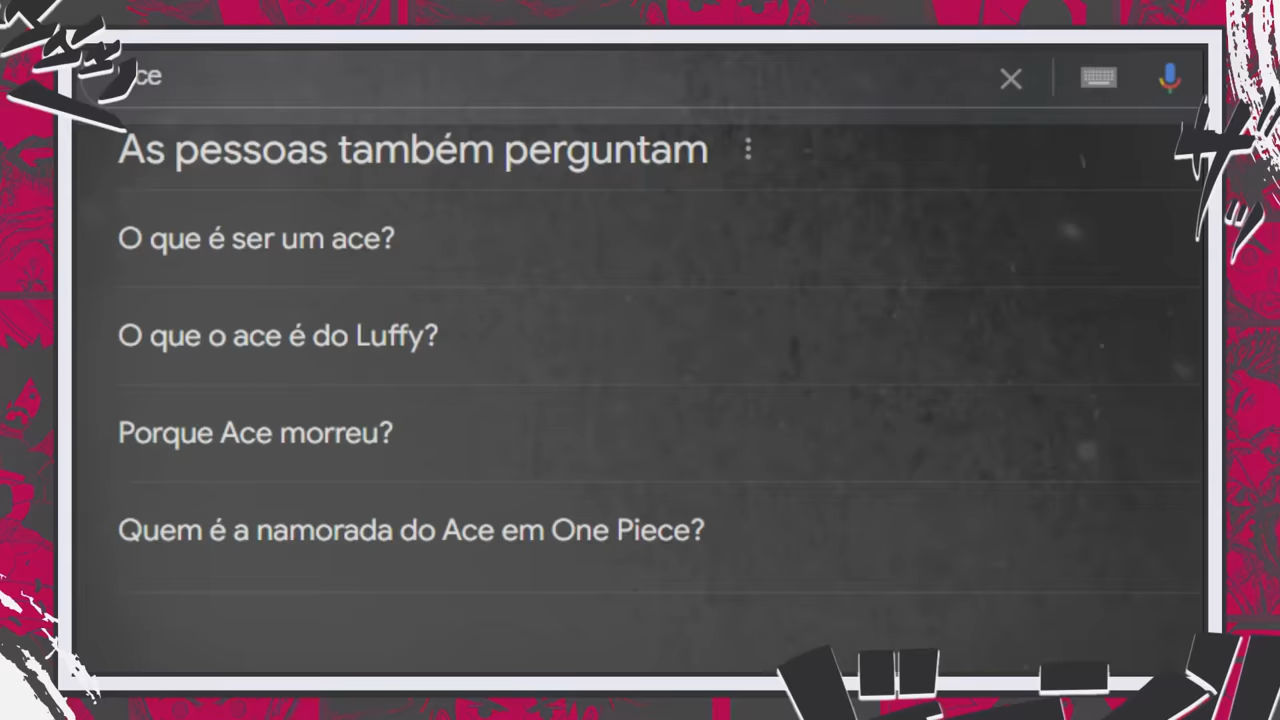 ce
As pessoas também perguntam
O que é ser um ace?
O que o ace é do Luffy?
Porque Ace morreu?
Quem é a namorada do Ace em One Piece?